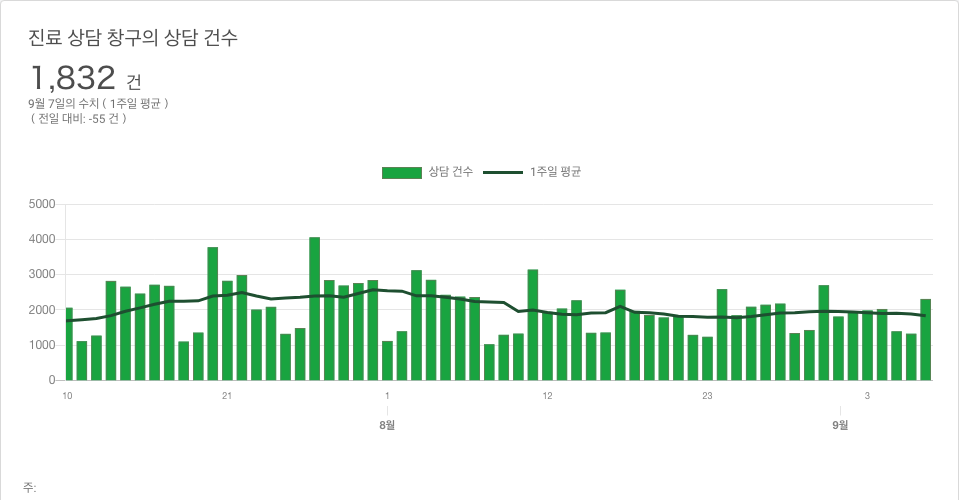 진료 상담 창구의 상담 건수
1,832 건
9월 7일의 수치 ( 1주일 평균 )
( 전일 대비: -55 건 )
상담 건수 1주일 평균
5000
4000
3000
2000
1000
0
10 21 1 12 23 3
8월 9월
주: